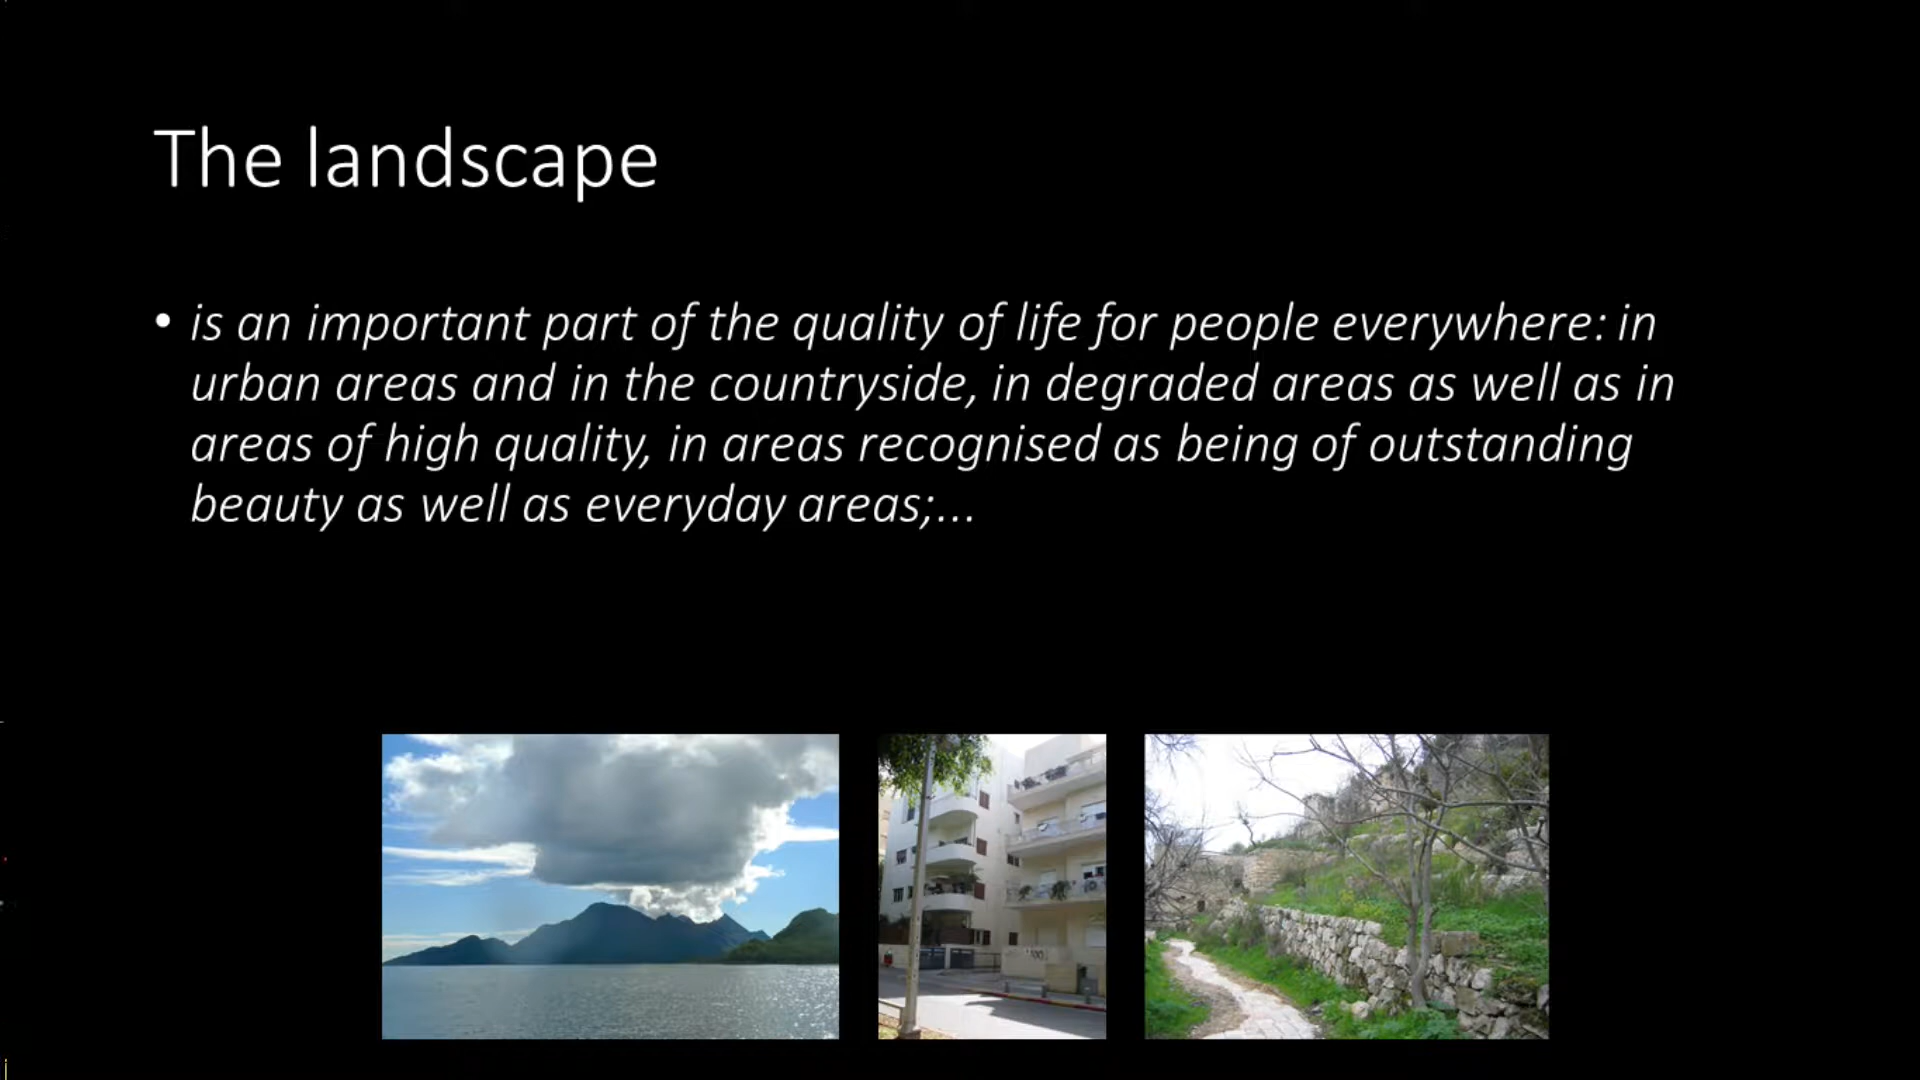 The landscape
• is an important part of the quality of life for people everywhere: in
urban areas and in the countryside, in degraded areas as well as in
areas of high quality, in areas recognised as being of outstanding
beauty as well as everyday areas;...